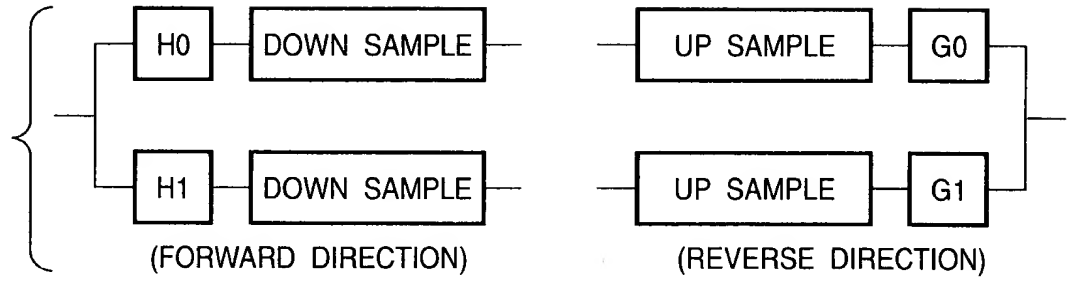 H0 DOWN SAMPLE UP SAMPLE G0
H1 DOWN SAMPLE UP SAMPLE G1
(FORWARD DIRECTION) (REVERSE DIRECTION)